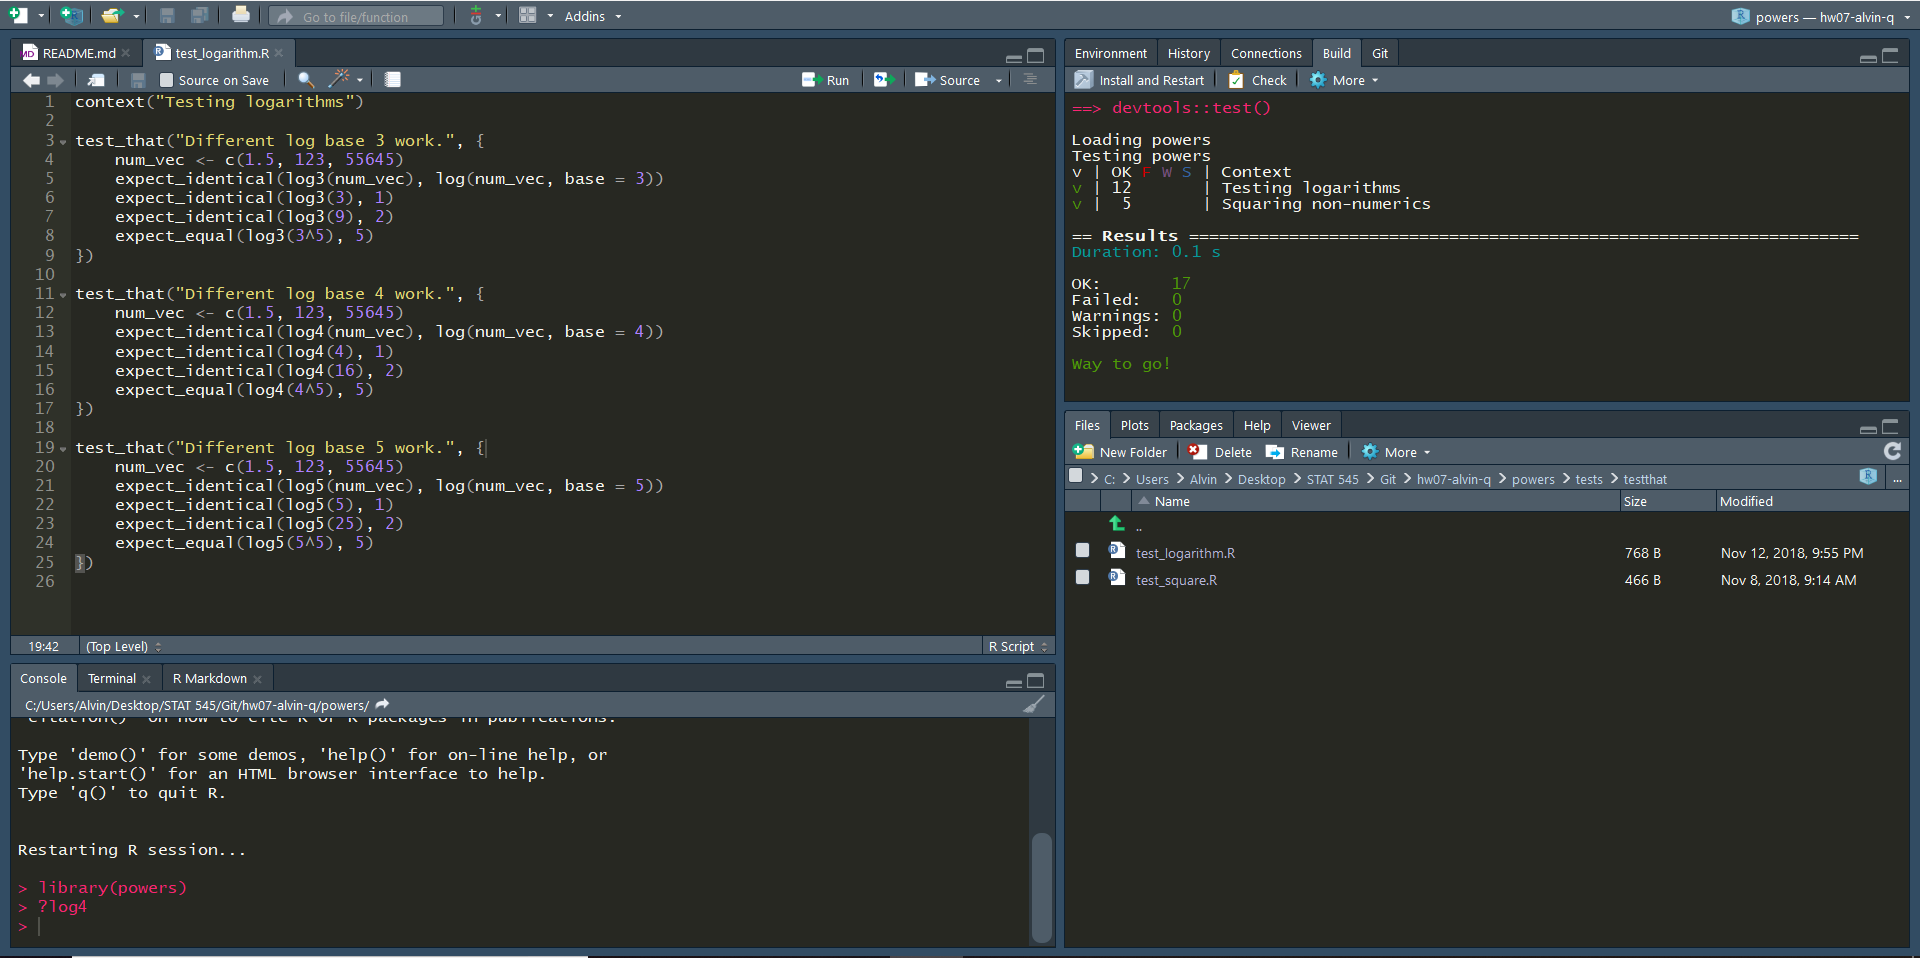 Go to file/function
Addins
powers — hw07-alvin-q
README.md
test_logarithm.R
Source on Save
Run
Source
1 context("Testing logarithms")
2
3 test_that("Different log base 3 work.", {
4     num_vec <- c(1.5, 123, 55645)
5     expect_identical(log3(num_vec), log(num_vec, base = 3))
6     expect_identical(log3(3), 1)
7     expect_identical(log3(9), 2)
8     expect_equal(log3(3^5), 5)
9 })
10
11 test_that("Different log base 4 work.", {
12     num_vec <- c(1.5, 123, 55645)
13     expect_identical(log4(num_vec), log(num_vec, base = 4))
14     expect_identical(log4(4), 1)
15     expect_identical(log4(16), 2)
16     expect_equal(log4(4^5), 5)
17 })
18
19 test_that("Different log base 5 work.", {
20     num_vec <- c(1.5, 123, 55645)
21     expect_identical(log5(num_vec), log(num_vec, base = 5))
22     expect_identical(log5(5), 1)
23     expect_identical(log5(25), 2)
24     expect_equal(log5(5^5), 5)
25 })
26
19:42 (Top Level) R Script
Console Terminal R Markdown
C:/Users/Alvin/Desktop/STAT 545/Git/hw07-alvin-q/powers/
'citation()' on how to cite R or R packages in publications.
Type 'demo()' for some demos, 'help()' for on-line help, or
'help.start()' for an HTML browser interface to help.
Type 'q()' to quit R.
Restarting R session...
> library(powers)
> ?log4
>
Environment History Connections Build Git
Install and Restart Check More
==> devtools::test()
Loading powers
Testing powers
v | OK F W S | Context
v | 12       | Testing logarithms
v |  5       | Squaring non-numerics
== Results ===================================================================
Duration: 0.1 s
OK:       17
Failed:   0
Warnings: 0
Skipped:  0
Way to go!
Files Plots Packages Help Viewer
New Folder Delete Rename More
C: > Users > Alvin > Desktop > STAT 545 > Git > hw07-alvin-q > powers > tests > testthat ...
Name Size Modified
..
test_logarithm.R 768 B Nov 12, 2018, 9:55 PM
test_square.R 466 B Nov 8, 2018, 9:14 AM